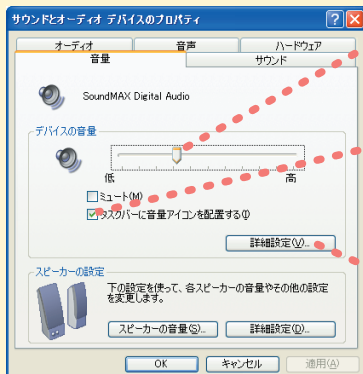 サウンドとオーディオ デバイスのプロパティ
オーディオ 音声 ハードウェア
音量 サウンド
SoundMAX Digital Audio
デバイスの音量
低 高
ミュート(M)
タスクバーに音量アイコンを配置する(I)
詳細設定(V)...
スピーカーの設定
下の設定を使って、各スピーカーの音量やその他の設定
を変更します。
スピーカーの音量(S)... 詳細設定(D)...
OK キャンセル 適用(A)